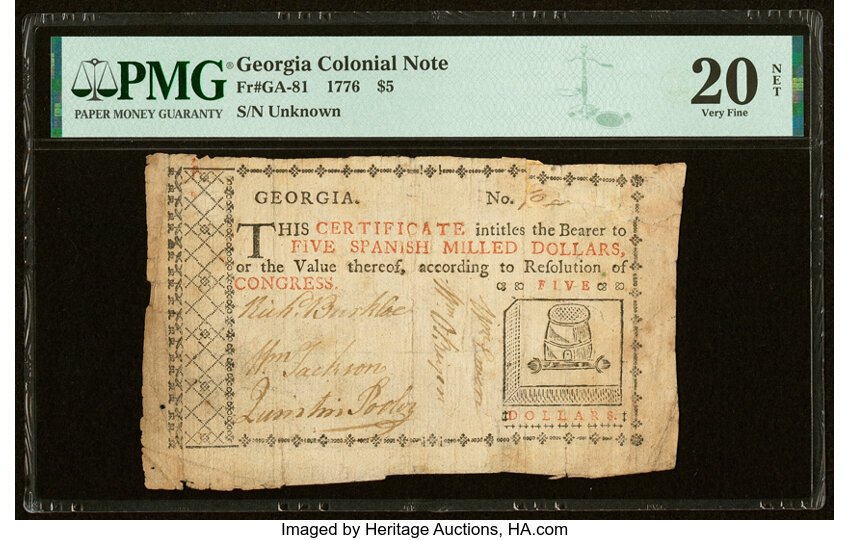 PMG®
PAPER MONEY GUARANTY
Georgia Colonial Note
Fr#GA-81 1776 $5
S/N Unknown
20
NET
Very Fine
GEORGIA. No.
THIS CERTIFICATE intitles the Bearer to
FIVE SPANISH MILLED DOLLARS,
or the Value thereof, according to Reſolution of
CONGRESS.
FIVE
Wm Jackson
DOLLARS.
Imaged by Heritage Auctions, HA.com